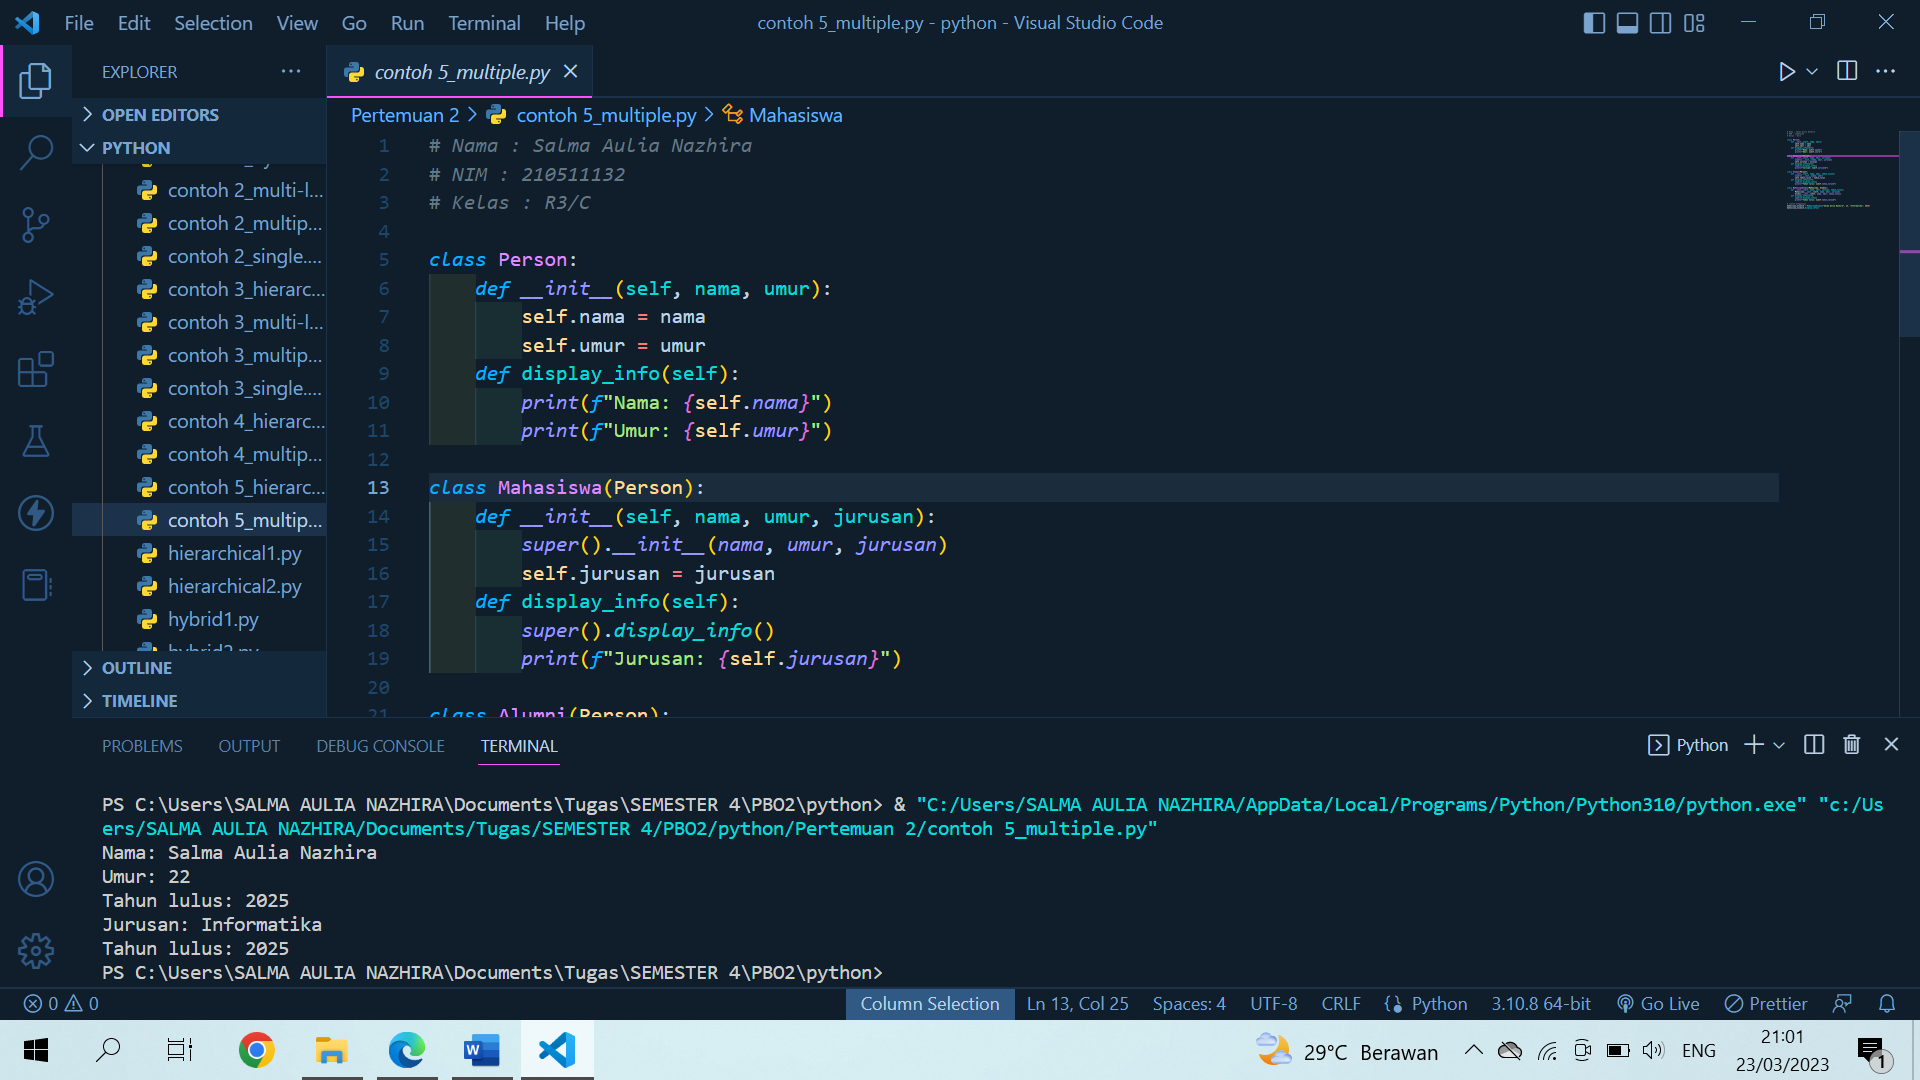 File Edit Selection View Go Run Terminal Help
contoh 5_multiple.py - python - Visual Studio Code
EXPLORER
contoh 5_multiple.py
OPEN EDITORS
PYTHON
contoh 2_multi-l...
contoh 2_multip...
contoh 2_single....
contoh 3_hierarc...
contoh 3_multi-l...
contoh 3_multip...
contoh 3_single....
contoh 4_hierarc...
contoh 4_multip...
contoh 5_hierarc...
contoh 5_multip...
hierarchical1.py
hierarchical2.py
hybrid1.py
hybrid2.py
OUTLINE
TIMELINE
Pertemuan 2 > contoh 5_multiple.py > Mahasiswa
1 # Nama : Salma Aulia Nazhira
2 # NIM : 210511132
3 # Kelas : R3/C
4
5 class Person:
6 def __init__(self, nama, umur):
7 self.nama = nama
8 self.umur = umur
9 def display_info(self):
10 print(f"Nama: {self.nama}")
11 print(f"Umur: {self.umur}")
12
13 class Mahasiswa(Person):
14 def __init__(self, nama, umur, jurusan):
15 super().__init__(nama, umur, jurusan)
16 self.jurusan = jurusan
17 def display_info(self):
18 super().display_info()
19 print(f"Jurusan: {self.jurusan}")
20
21 class Alumni(Person):
PROBLEMS OUTPUT DEBUG CONSOLE TERMINAL
Python
PS C:\Users\SALMA AULIA NAZHIRA\Documents\Tugas\SEMESTER 4\PBO2\python> & "C:/Users/SALMA AULIA NAZHIRA/AppData/Local/Programs/Python/Python310/python.exe" "c:/Us
ers/SALMA AULIA NAZHIRA/Documents/Tugas/SEMESTER 4/PBO2/python/Pertemuan 2/contoh 5_multiple.py"
Nama: Salma Aulia Nazhira
Umur: 22
Tahun lulus: 2025
Jurusan: Informatika
Tahun lulus: 2025
PS C:\Users\SALMA AULIA NAZHIRA\Documents\Tugas\SEMESTER 4\PBO2\python>
0 0 Column Selection Ln 13, Col 25 Spaces: 4 UTF-8 CRLF Python 3.10.8 64-bit Go Live Prettier
29°C Berawan ENG
21:01
23/03/2023
1